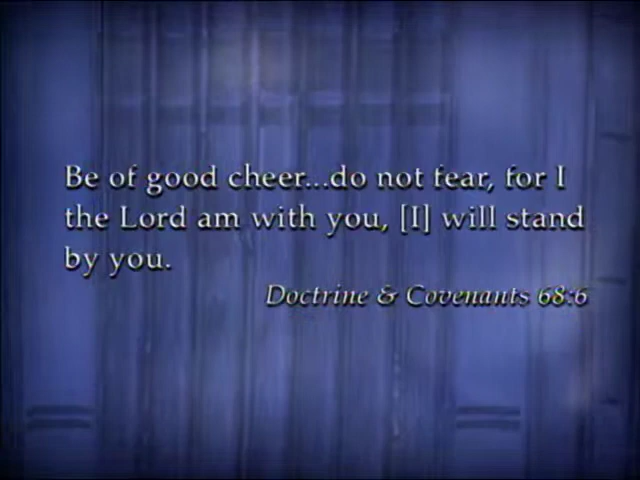 Be of good cheer...do not fear, for I
the Lord am with you, [I] will stand
by you.
Doctrine & Covenants 68:6